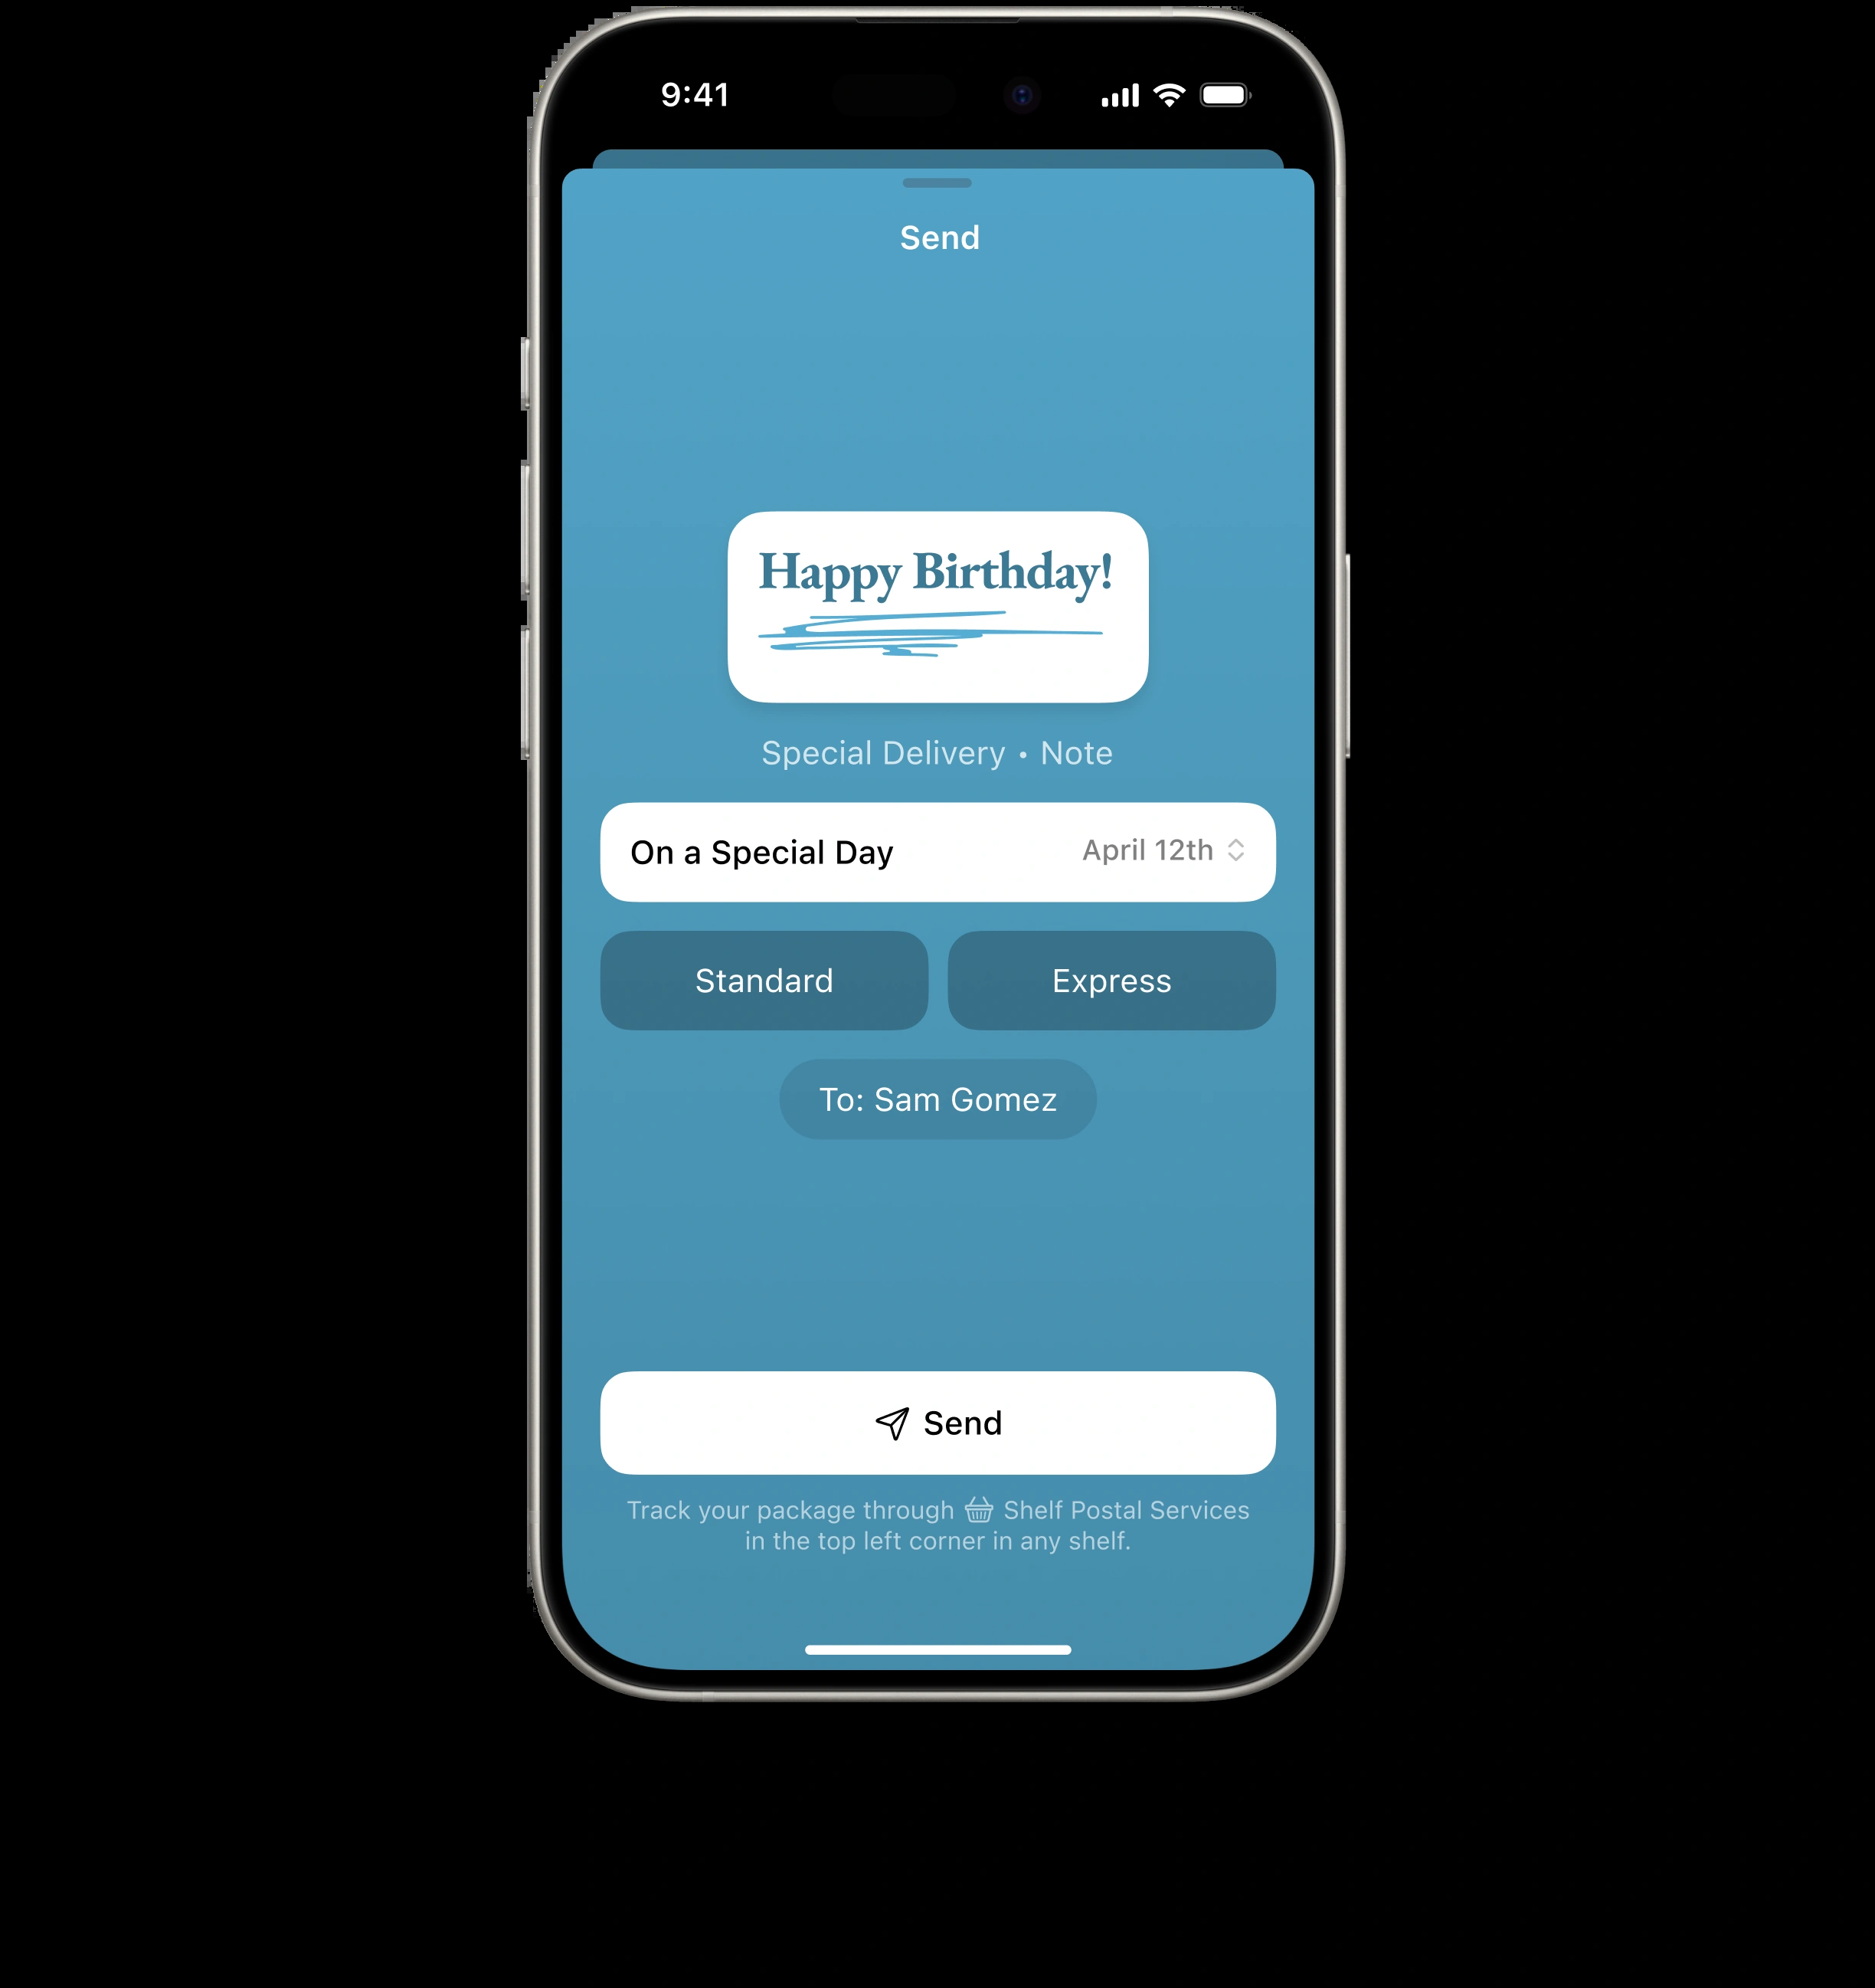 9:41
Send
Happy Birthday!
Special Delivery • Note
On a Special Day April 12th
Standard Express
To: Sam Gomez
Send
Track your package through Shelf Postal Services
in the top left corner in any shelf.